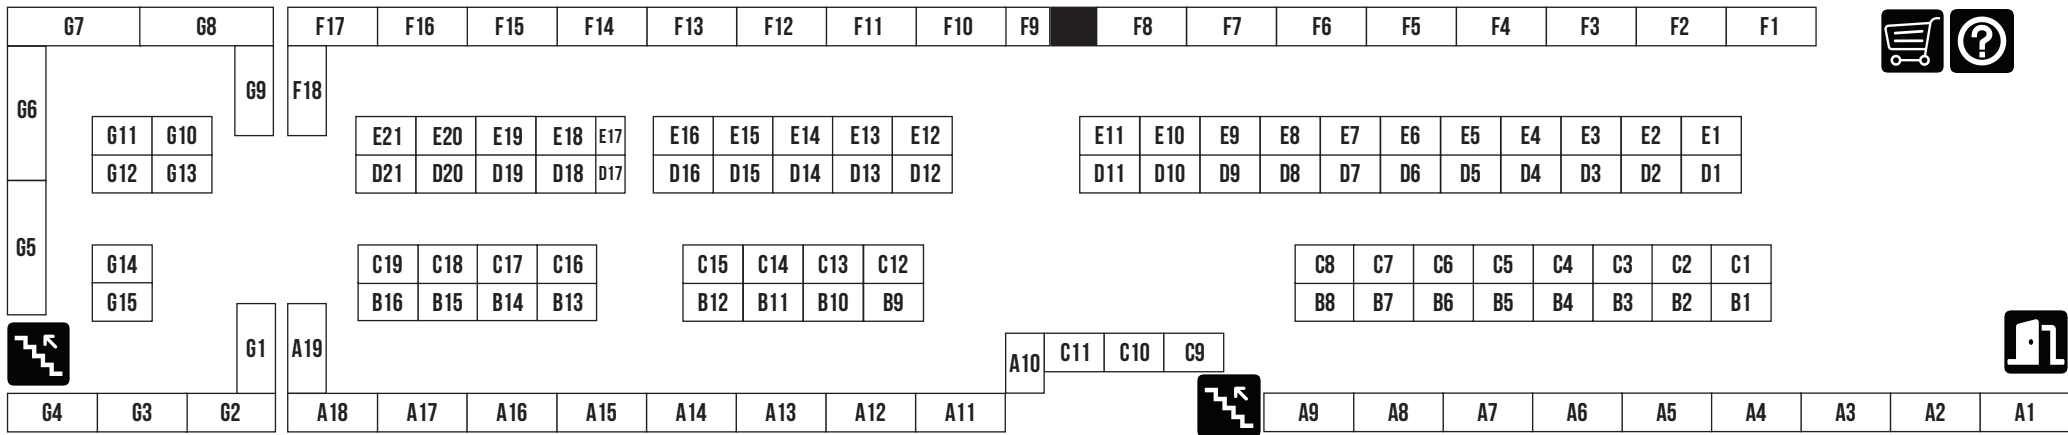 G7 G8 F17 F16 F15 F14 F13 F12 F11 F10 F9 F8 F7 F6 F5 F4 F3 F2 F1
?
G6 G9 F18
G11 G10 E21 E20 E19 E18 E17 E16 E15 E14 E13 E12 E11 E10 E9 E8 E7 E6 E5 E4 E3 E2 E1
G12 G13 D21 D20 D19 D18 D17 D16 D15 D14 D13 D12 D11 D10 D9 D8 D7 D6 D5 D4 D3 D2 D1
G5
G14 C19 C18 C17 C16 C15 C14 C13 C12 C8 C7 C6 C5 C4 C3 C2 C1
G15 B16 B15 B14 B13 B12 B11 B10 B9 B8 B7 B6 B5 B4 B3 B2 B1
G1 A19 A10 C11 C10 C9
G4 G3 G2 A18 A17 A16 A15 A14 A13 A12 A11 A9 A8 A7 A6 A5 A4 A3 A2 A1